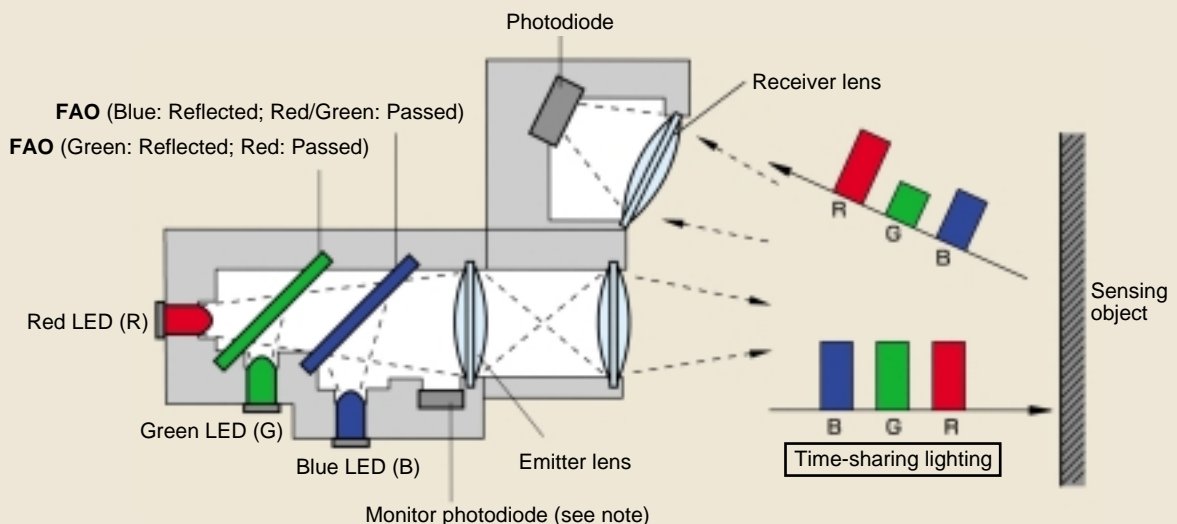 Photodiode
Receiver lens
FAO (Blue: Reflected; Red/Green: Passed)
FAO (Green: Reflected; Red: Passed)
R
G
B
Red LED (R)
Sensing
object
Green LED (G)
Blue LED (B)
Emitter lens
B G R
Time-sharing lighting
Monitor photodiode (see note)